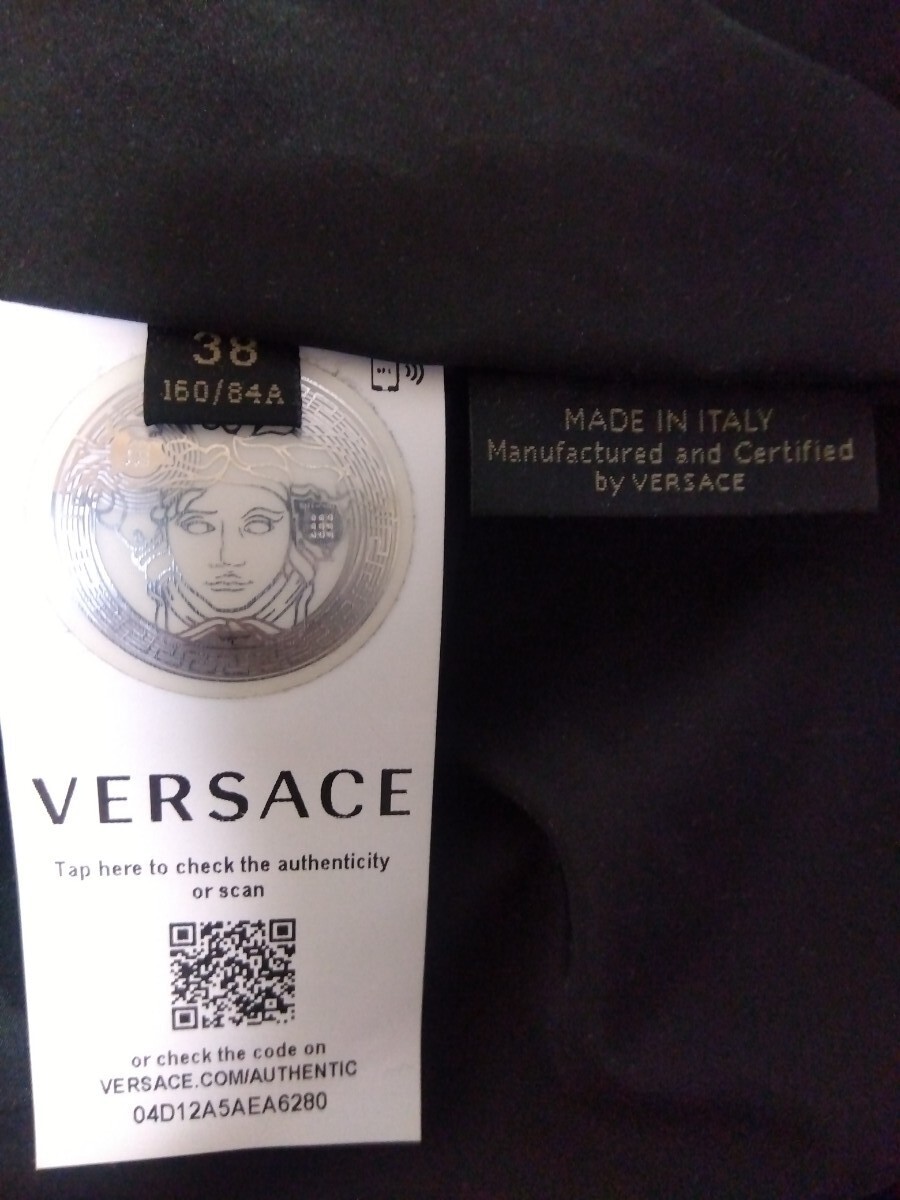 38
160/84A
MADE IN ITALY
Manufactured and Certified
by VERSACE
VERSACE
Tap here to check the authenticity
or scan
or check the code on
VERSACE.COM/AUTHENTIC
04D12A5AEA6280